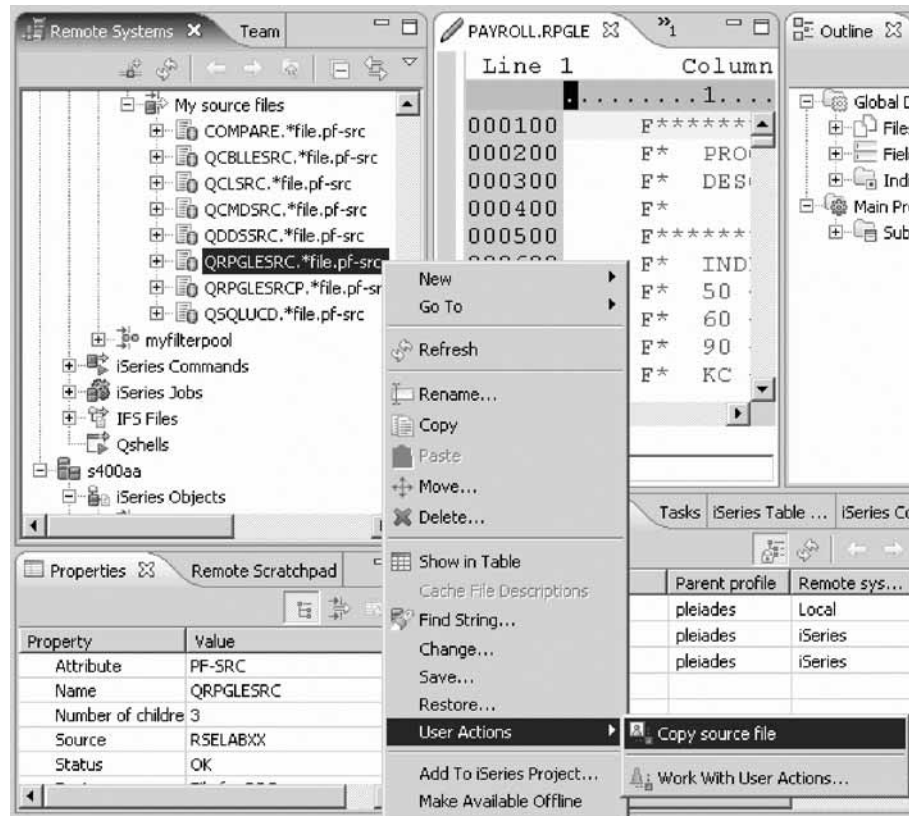 Remote Systems
Team
My source files
COMPARE.*file.pf-src
QCBLLESRC.*file.pf-src
QCLSRC.*file.pf-src
QCMDSRC.*file.pf-src
QDDSSRC.*file.pf-src
QRPGLESRC.*file.pf-src
QRPGLESRCP.*file.pf-sr
QSQLUCD.*file.pf-src
myfilterpool
iSeries Commands
iSeries Jobs
IFS Files
Qshells
s400aa
iSeries Objects
PAYROLL.RPGLE
»1
Line 1 Column
.........1....
000100 F*******
000200 F* PRO
000300 F* DES
000400 F*
000500 F*******
F* IND
F* 50
F* 60
F* 90
F* KC
Outline
Global D
Files
Fiel
Indi
Main Pr
Sub
New
Go To
Refresh
Rename...
Copy
Paste
Move...
Delete...
Show in Table
Cache File Descriptions
Find String...
Change...
Save...
Restore...
User Actions
Add To iSeries Project...
Make Available Offline
Copy source file
Work With User Actions...
Properties
Remote Scratchpad
Property Value
Attribute PF-SRC
Name QRPGLESRC
Number of childre 3
Source RSELABXX
Status OK
Tasks
iSeries Table ...
iSeries Co
Parent profile Remote sys...
pleiades Local
pleiades iSeries
pleiades iSeries